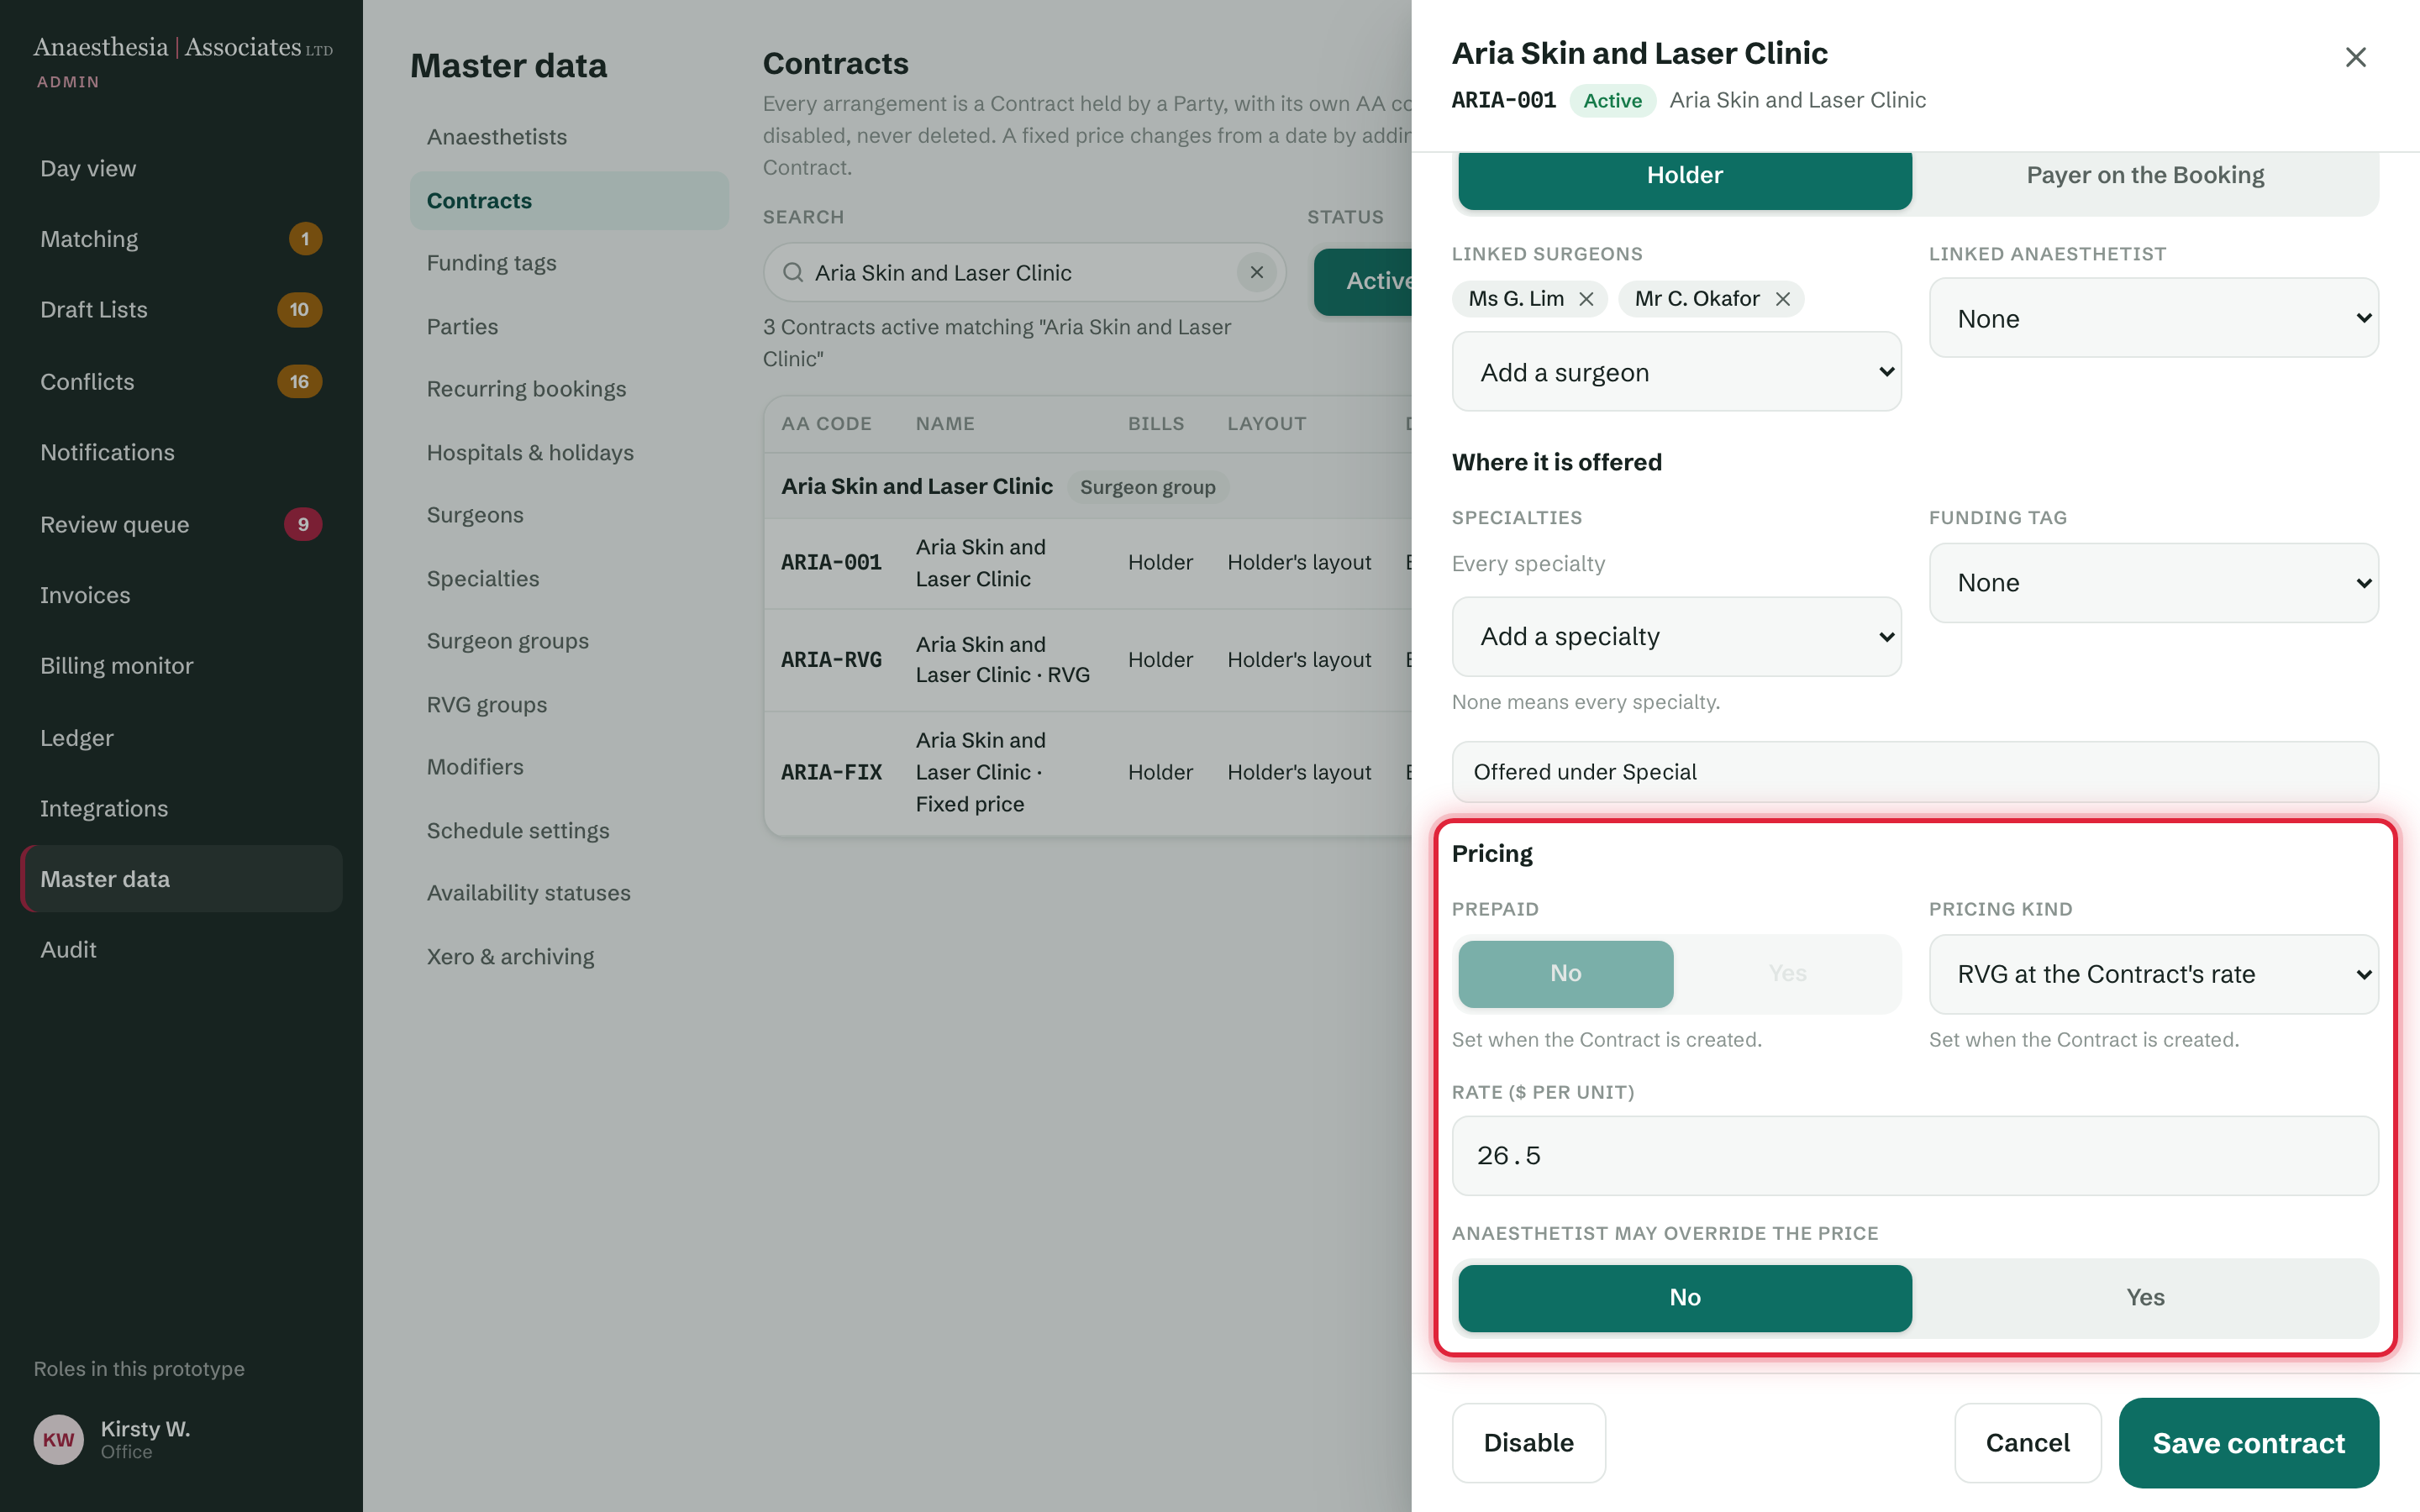 Anaesthesia | Associates LTD
ADMIN
Day view
Matching 1
Draft Lists 10
Conflicts 16
Notifications
Review queue 9
Invoices
Billing monitor
Ledger
Integrations
Master data
Audit
Roles in this prototype
KW
Kirsty W.
Office
Master data
Anaesthetists
Contracts
Funding tags
Parties
Recurring bookings
Hospitals & holidays
Surgeons
Specialties
Surgeon groups
RVG groups
Modifiers
Schedule settings
Availability statuses
Xero & archiving
Contracts
Every arrangement is a Contract held by a Party, with its own AA
disabled, never deleted. A fixed price changes from a date by
Contract.
SEARCH
STATUS
Aria Skin and Laser Clinic
Active
3 Contracts active matching "Aria Skin and Laser
Clinic"
AA CODE NAME BILLS LAYOUT
Aria Skin and Laser Clinic Surgeon group
ARIA-001 Aria Skin and Laser Clinic Holder Holder's layout
ARIA-RVG Aria Skin and Laser Clinic · RVG Holder Holder's layout
ARIA-FIX Aria Skin and Laser Clinic · Fixed price Holder Holder's layout
Aria Skin and Laser Clinic
ARIA-001 Active Aria Skin and Laser Clinic
Holder Payer on the Booking
LINKED SURGEONS LINKED ANAESTHETIST
Ms G. Lim Mr C. Okafor
None
Add a surgeon
Where it is offered
SPECIALTIES FUNDING TAG
Every specialty
None
Add a specialty
None means every specialty.
Offered under Special
Pricing
PREPAID PRICING KIND
No Yes RVG at the Contract's rate
Set when the Contract is created. Set when the Contract is created.
RATE ($ PER UNIT)
26.5
ANAESTHETIST MAY OVERRIDE THE PRICE
No Yes
Disable Cancel Save contract